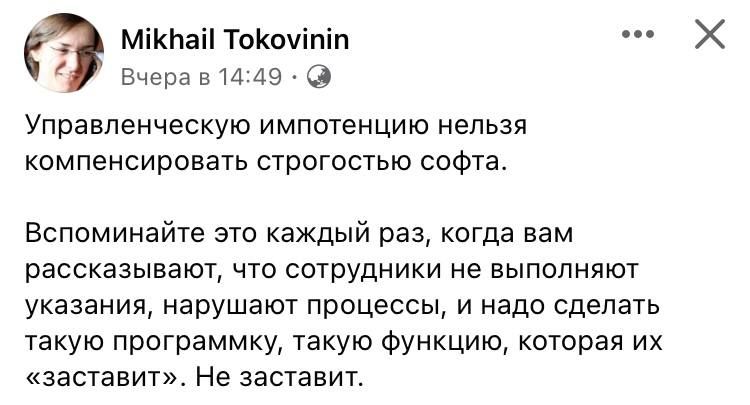 Mikhail Tokovinin
Вчера в 14:49 ·
Управленческую импотенцию нельзя
компенсировать строгостью софта.
Вспоминайте это каждый раз, когда вам
рассказывают, что сотрудники не выполняют
указания, нарушают процессы, и надо сделать
такую программку, такую функцию, которая их
«заставит». Не заставит.